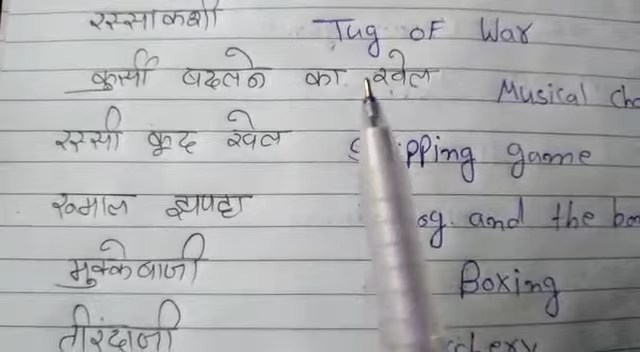 रस्साकशी Tug of War
कुर्सी बदलने का खेल Musical
रस्सी कूद खेल game
रुमाल झपट्टा and the
मुक्केबाजी Boxing
तीरंदाजी